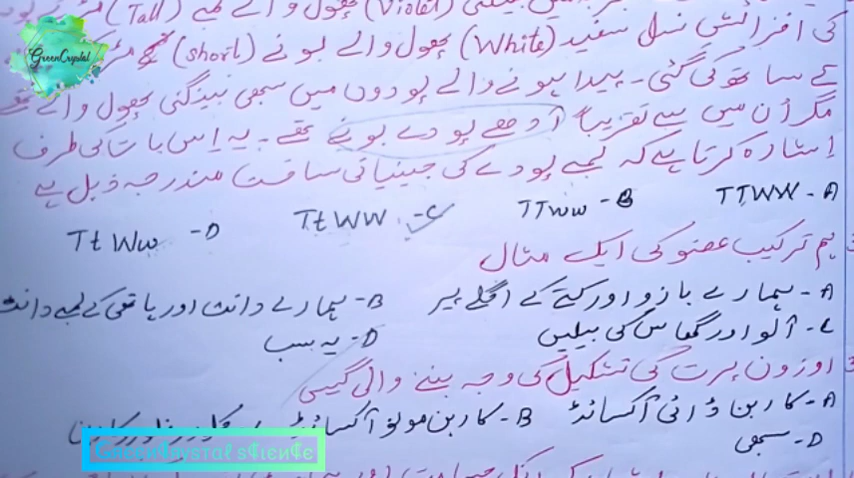 بینگنی (Violet) پھول والے لمبے (Tall) مٹر کے پودے
کی افزائشی نسل سفید (White) پھول والے بونے (short) مٹر
کے ساتھ کی گئی۔ پیدا ہونے والے پودوں میں سبھی بینگنی پھول والے تھے
مگر اُن میں سے تقریباً آدھے پودے بونے تھے۔ یہ اِس بات کی طرف
اِشارہ کرتا ہے کہ لمبے پودے کی جینیاتی ساخت مندرجہ ذیل ہے
A- TTWW B- TTww C- TtWW D- TtWw
ہم ترکیب عضو کی ایک مثال
A- ہمارے بازو اور کتے کے اگلے پیر B- ہمارے دانت اور ہاتھی کے لمبے دانت
C- آلو اور گھاس کی بیلیں D- یہ سب
اوزون پرت کی تشکیل کی وجہ بننے والی گیس
A- کاربن ڈائی آکسائڈ B- کاربن مونو آکسائڈ
D- سبھی
GreenCrystal
GreenCrystal sCienCe